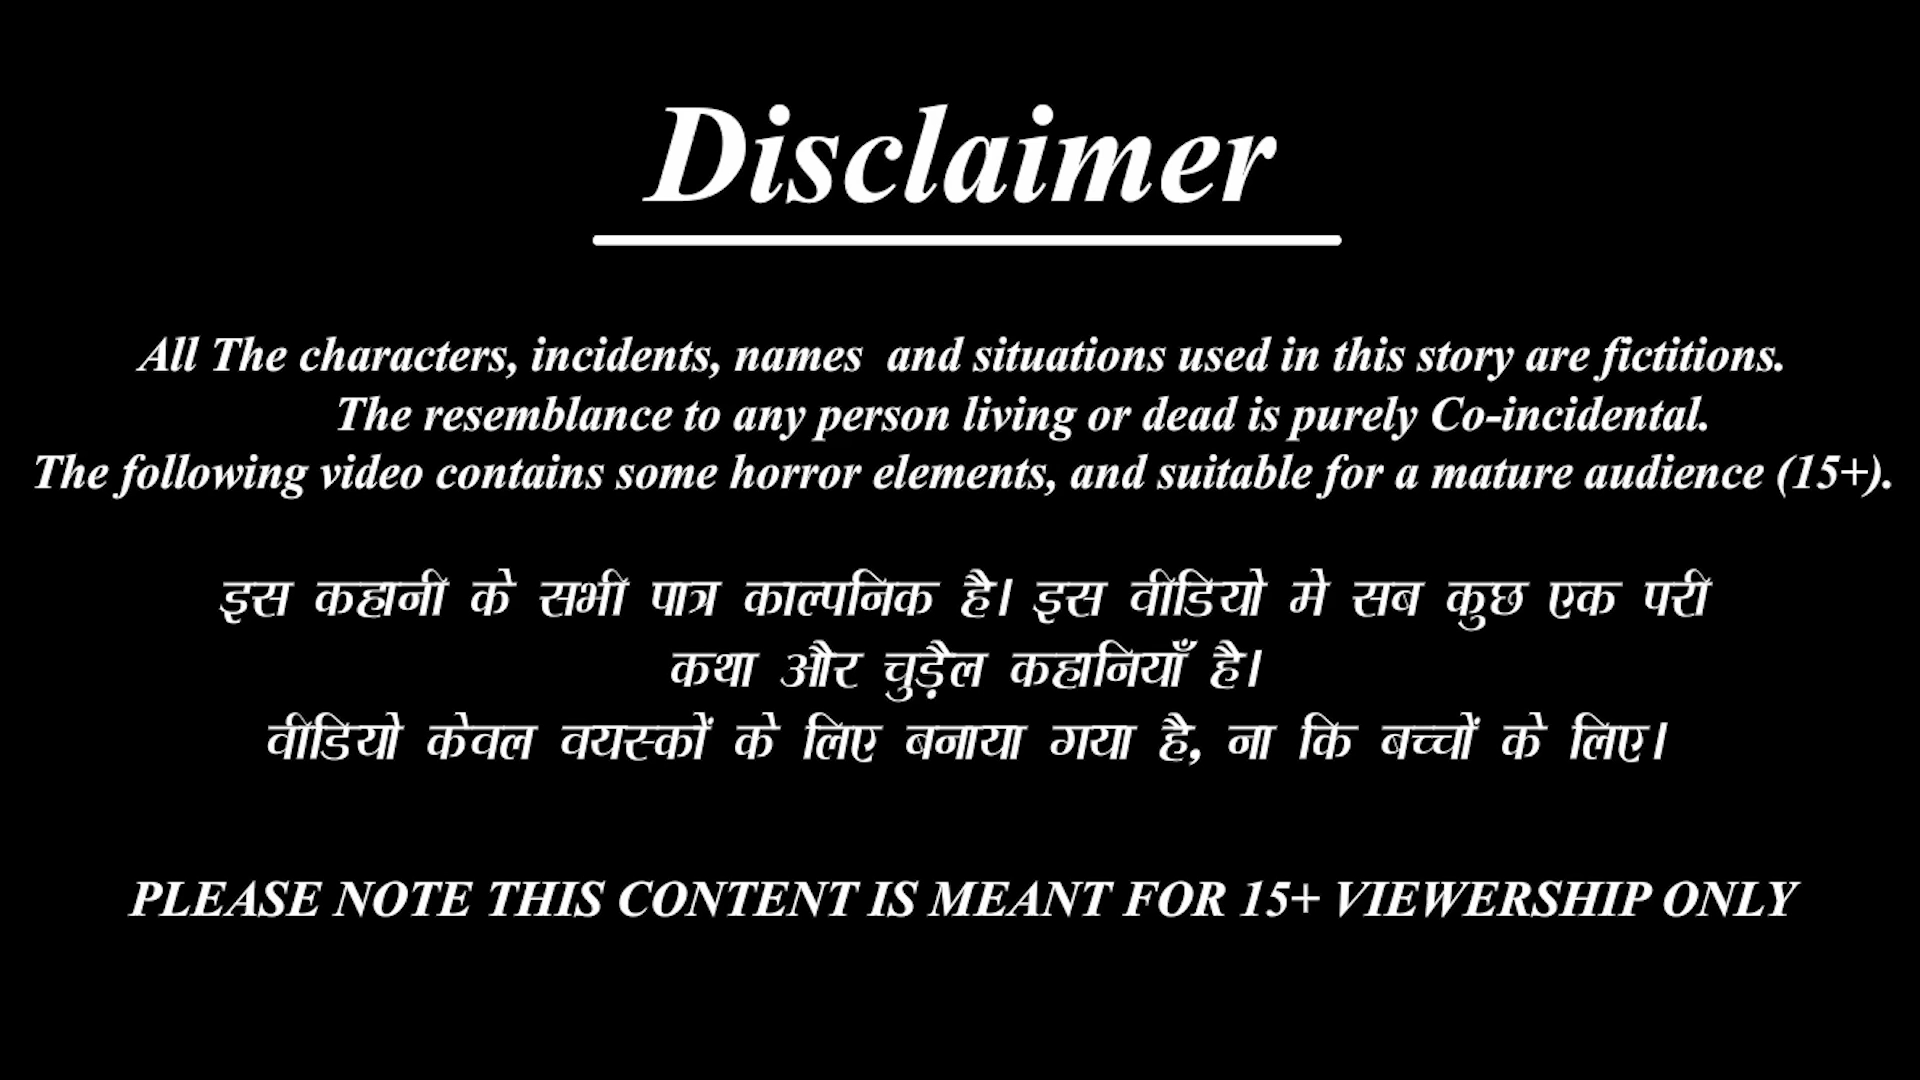 Disclaimer
All The characters, incidents, names and situations used in this story are fictitions.
The resemblance to any person living or dead is purely Co-incidental.
The following video contains some horror elements, and suitable for a mature audience (15+).
इस कहानी के सभी पात्र काल्पनिक है। इस वीडियो मे सब कुछ एक परी
कथा और चुड़ैल कहानियाँ है।
वीडियो केवल वयस्कों के लिए बनाया गया है, ना कि बच्चों के लिए।
PLEASE NOTE THIS CONTENT IS MEANT FOR 15+ VIEWERSHIP ONLY